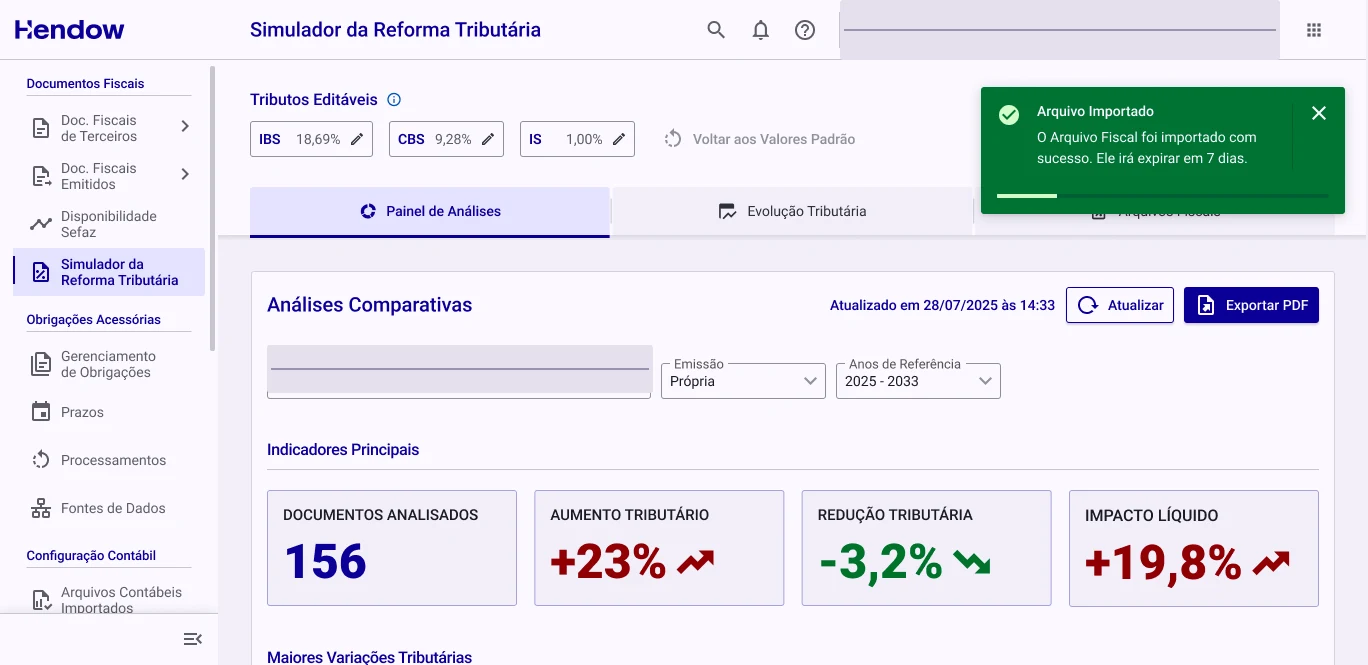 Hendow
Simulador da Reforma Tributária
Documentos Fiscais
Doc. Fiscais
de Terceiros
Doc. Fiscais
Emitidos
Disponibilidade
Sefaz
Simulador da
Reforma Tributária
Obrigações Acessórias
Gerenciamento
de Obrigações
Prazos
Processamentos
Fontes de Dados
Configuração Contábil
Arquivos Contábeis
Importados
Tributos Editáveis
IBS 18,69%
CBS 9,28%
IS 1,00%
Voltar aos Valores Padrão
Arquivo Importado
O Arquivo Fiscal foi importado com
sucesso. Ele irá expirar em 7 dias.
Painel de Análises
Evolução Tributária
Arquivos Fiscais
Análises Comparativas
Atualizado em 28/07/2025 às 14:33
Atualizar
Exportar PDF
Emissão
Própria
Anos de Referência
2025 - 2033
Indicadores Principais
DOCUMENTOS ANALISADOS
156
AUMENTO TRIBUTÁRIO
+23%
REDUÇÃO TRIBUTÁRIA
-3,2%
IMPACTO LÍQUIDO
+19,8%
Maiores Variações Tributárias